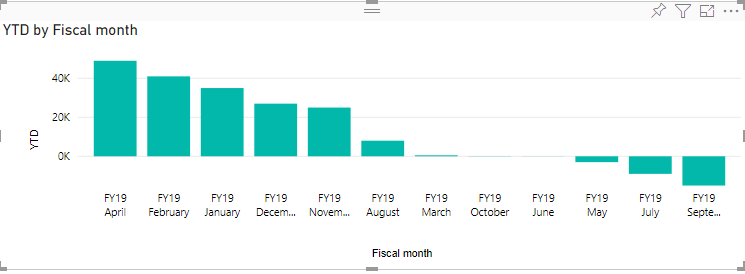 YTD by Fiscal month
40K
20K
0K
YTD
FY19 FY19 FY19 FY19 FY19 FY19 FY19 FY19 FY19 FY19 FY19 FY19
April February January Decem... Novem... August March October June May July Septe...
Fiscal month